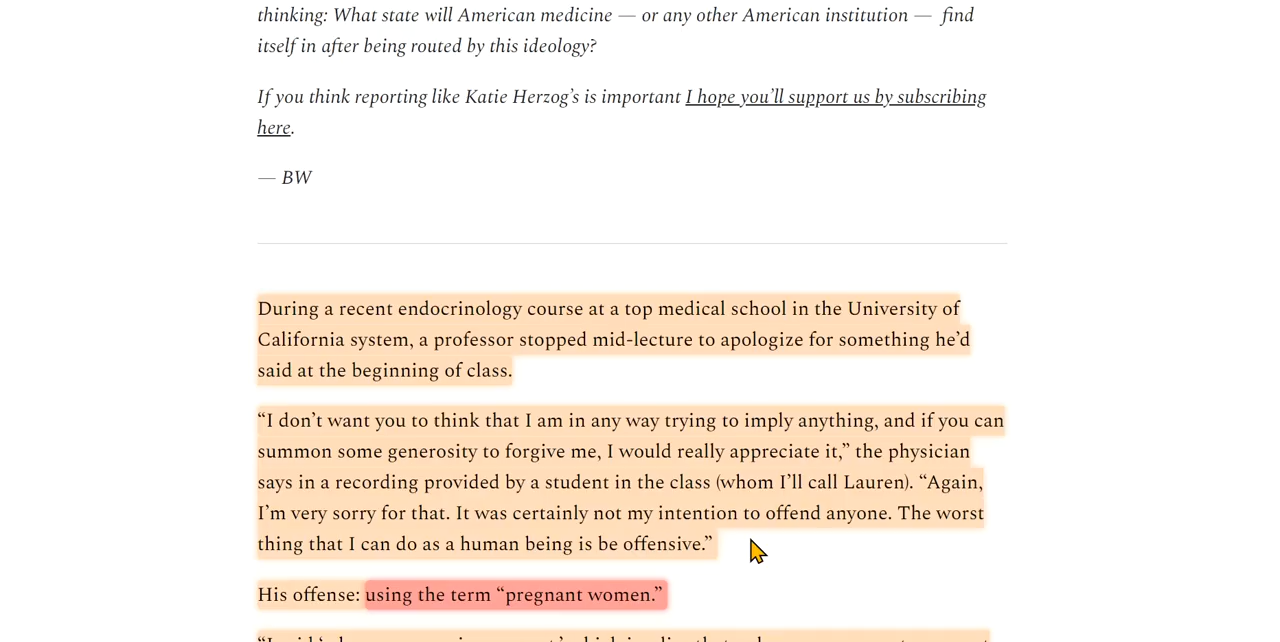 thinking: What state will American medicine — or any other American institution — find
itself in after being routed by this ideology?
If you think reporting like Katie Herzog’s is important I hope you’ll support us by subscribing
here.
— BW
During a recent endocrinology course at a top medical school in the University of
California system, a professor stopped mid-lecture to apologize for something he’d
said at the beginning of class.
“I don’t want you to think that I am in any way trying to imply anything, and if you can
summon some generosity to forgive me, I would really appreciate it,” the physician
says in a recording provided by a student in the class (whom I’ll call Lauren). “Again,
I’m very sorry for that. It was certainly not my intention to offend anyone. The worst
thing that I can do as a human being is be offensive.”
His offense: using the term “pregnant women.”